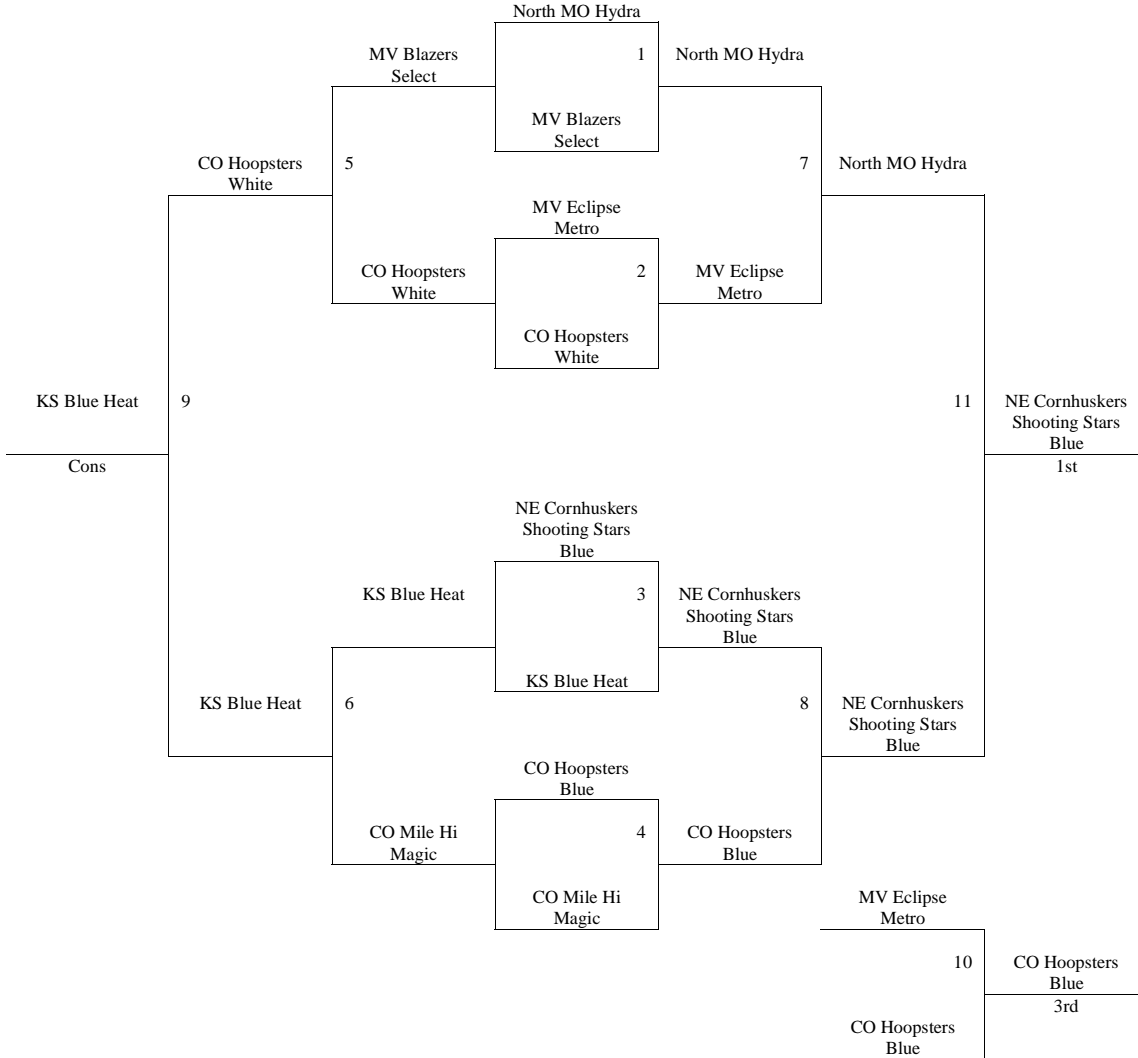 North MO Hydra
MV Blazers
Select
1
North MO Hydra
MV Blazers
Select
CO Hoopsters
White
5
7
North MO Hydra
MV Eclipse
Metro
CO Hoopsters
White
2
MV Eclipse
Metro
CO Hoopsters
White
KS Blue Heat
9
11
NE Cornhuskers
Shooting Stars
Blue
Cons
1st
NE Cornhuskers
Shooting Stars
Blue
KS Blue Heat
3
NE Cornhuskers
Shooting Stars
Blue
KS Blue Heat
KS Blue Heat
6
8
NE Cornhuskers
Shooting Stars
Blue
CO Hoopsters
Blue
CO Mile Hi
Magic
4
CO Hoopsters
Blue
CO Mile Hi
Magic
MV Eclipse
Metro
10
CO Hoopsters
Blue
3rd
CO Hoopsters
Blue